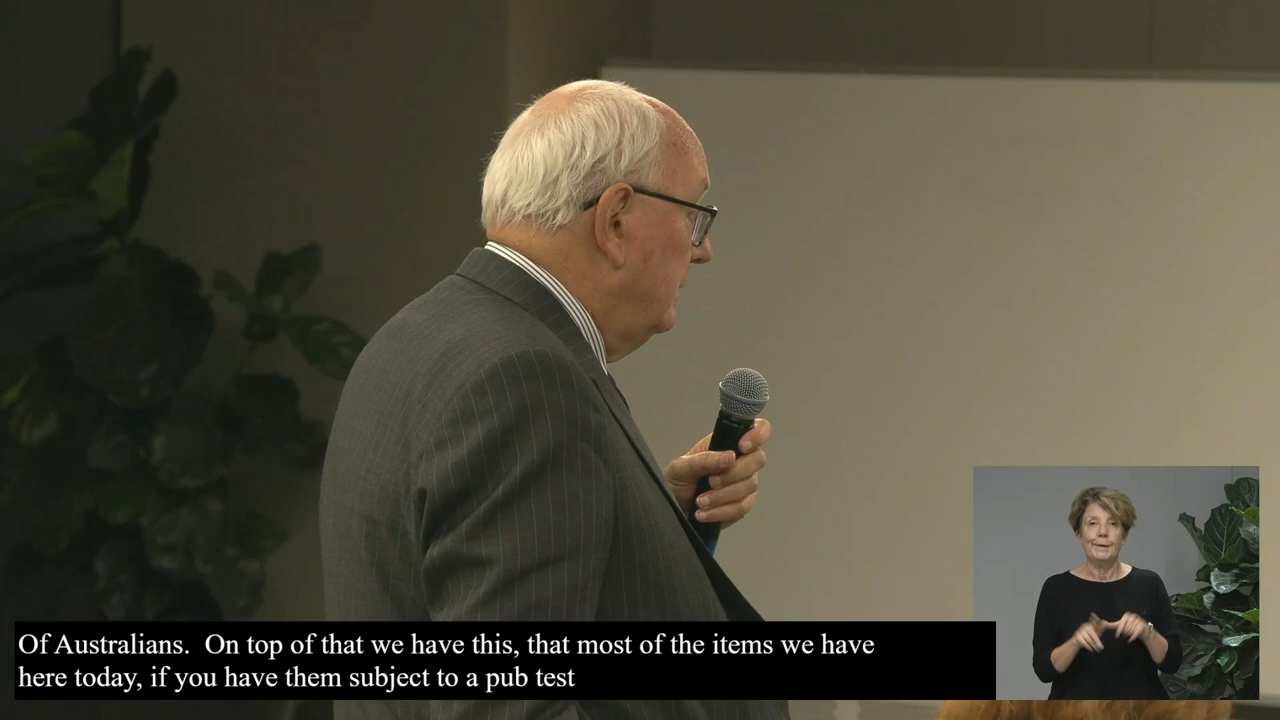 Of Australians.  On top of that we have this, that most of the items we have
here today, if you have them subject to a pub test